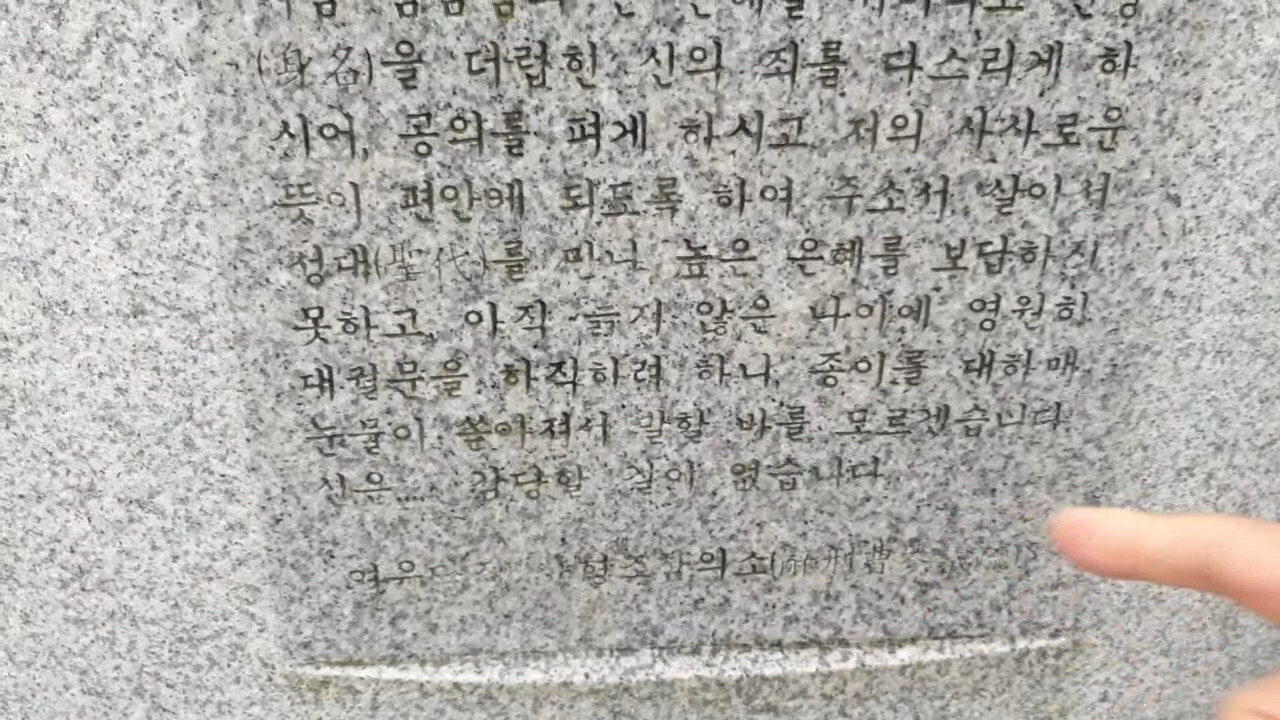 (身名)을 더럽힌 신의 죄를 다스리게 하
시어, 공의를 펴게 하시고 저의 사사로운
뜻이 편안케 되도록 하여 주소서. 살아서
성대(聖代)를 만나 높은 은혜를 보답하지
못하고, 아직 늙지 않은 나이에 영원히
대궐문을 하직하려 하니, 종이를 대하매
눈물이 쏟아져서 말할 바를 모르겠습니다.
신은.... 감당할 길이 없습니다.
형조참의소(辭刑曹